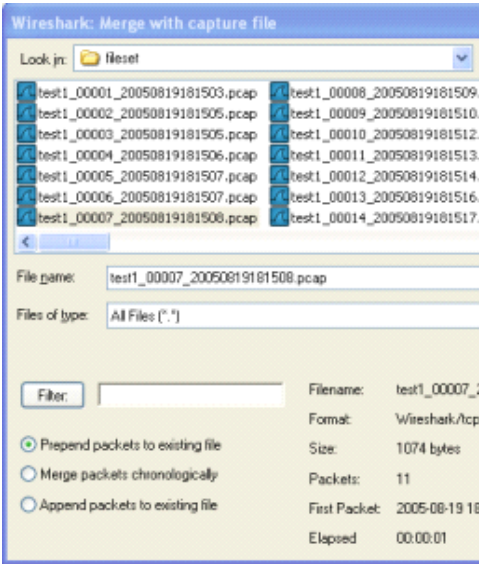 Wireshark: Merge with capture file
Look in: fileset
test1_00001_20050819181503.pcap test1_00008_20050819181509.
test1_00002_20050819181505.pcap test1_00009_20050819181510.
test1_00003_20050819181505.pcap test1_00010_20050819181512.
test1_00004_20050819181506.pcap test1_00011_20050819181513.
test1_00005_20050819181507.pcap test1_00012_20050819181514.
test1_00006_20050819181507.pcap test1_00013_20050819181516.
test1_00007_20050819181508.pcap test1_00014_20050819181517.
File name: test1_00007_20050819181508.pcap
Files of type: All Files (*.*)
Filter: Filename: test1_00007_2
Format: Wireshark/tcp
Prepend packets to existing file Size: 1074 bytes
Merge packets chronologically Packets: 11
Append packets to existing file First Packet: 2005-08-19 18
Elapsed 00:00:01